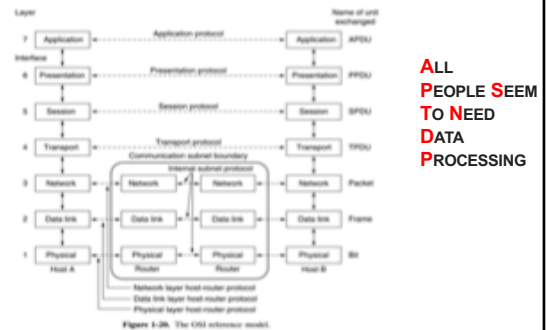 Layer
Name of unit
exchanged
7 Application Application protocol Application APDU
Interface
6 Presentation Presentation protocol Presentation PPDU
5 Session Session protocol Session SPDU
4 Transport Transport protocol Transport TPDU
Communication subnet boundary
Internal subnet protocol
3 Network Network Network Network Packet
2 Data link Data link Data link Data link Frame
1 Physical Physical Physical Physical Bit
Host A Router Router Host B
Network layer host-router protocol
Data link layer host-router protocol
Physical layer host-router protocol
Figure 1-20. The OSI reference model.
ALL
PEOPLE SEEM
TO NEED
DATA
PROCESSING